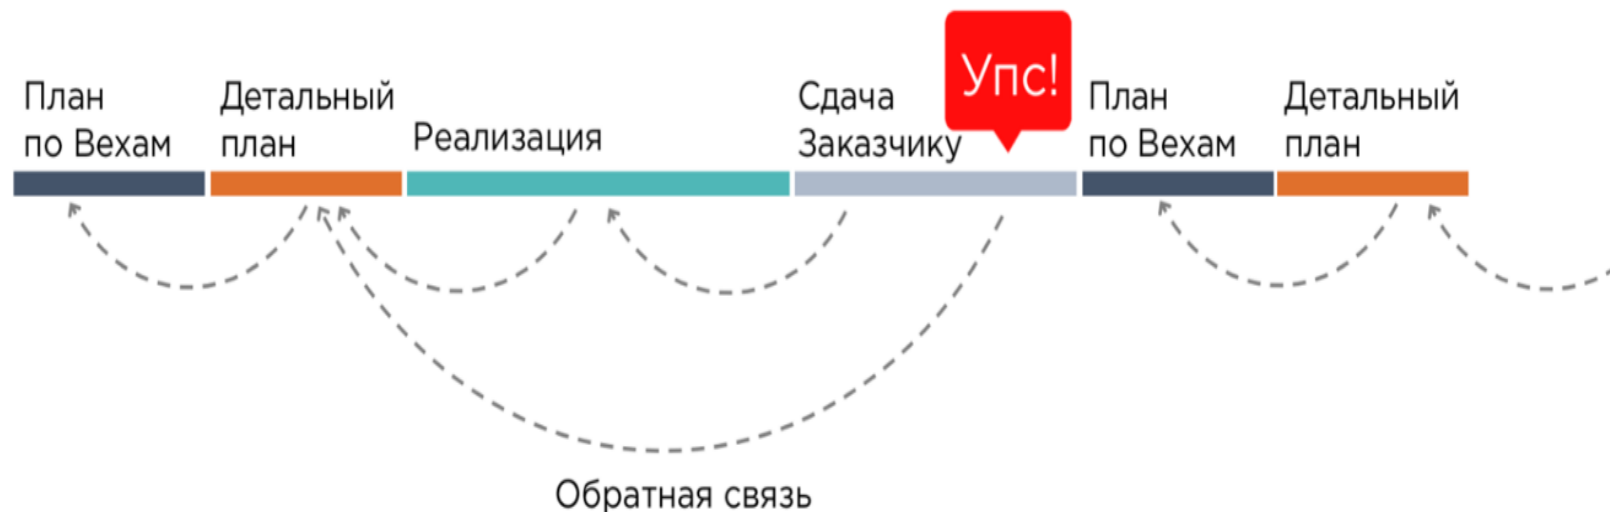 План
по Вехам
Детальный
план
Реализация
Сдача
Заказчику
Упс!
План
по Вехам
Детальный
план
Обратная связь